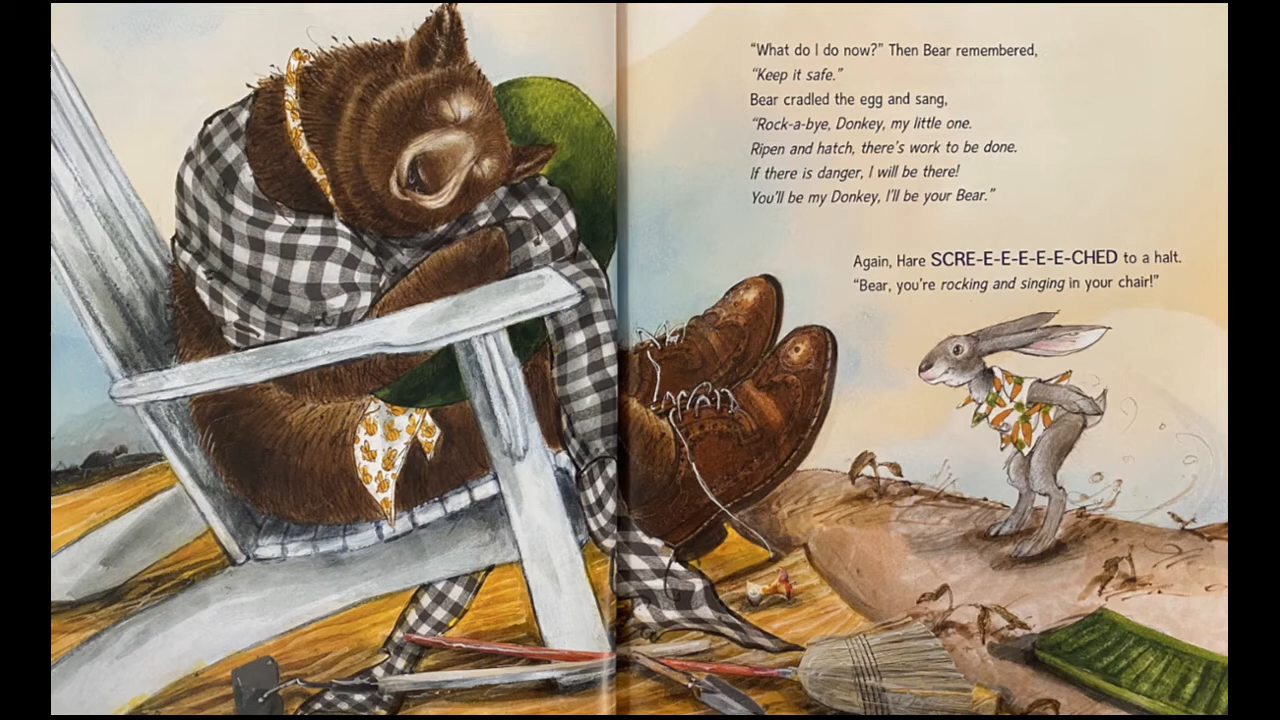 “What do I do now?” Then Bear remembered,
“Keep it safe.”
Bear cradled the egg and sang,
“Rock-a-bye, Donkey, my little one.
Ripen and hatch, there’s work to be done.
If there is danger, I will be there!
You’ll be my Donkey, I’ll be your Bear.”
Again, Hare SCRE-E-E-E-E-E-CHED to a halt.
“Bear, you’re rocking and singing in your chair!”